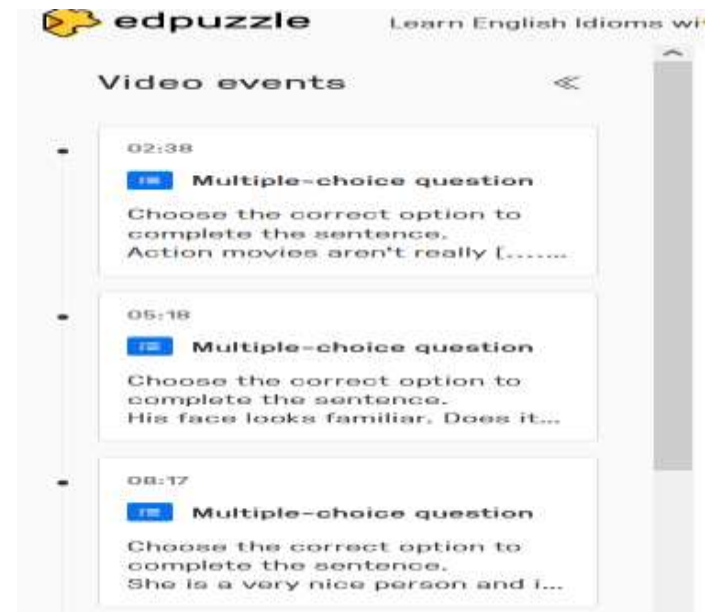 edpuzzle
Learn English Idioms wi
Video events
02:38
Multiple-choice question
Choose the correct option to
complete the sentence.
Action movies aren't really [.......
05:18
Multiple-choice question
Choose the correct option to
complete the sentence.
His face looks familiar. Does it...
08:17
Multiple-choice question
Choose the correct option to
complete the sentence.
She is a very nice person and i...